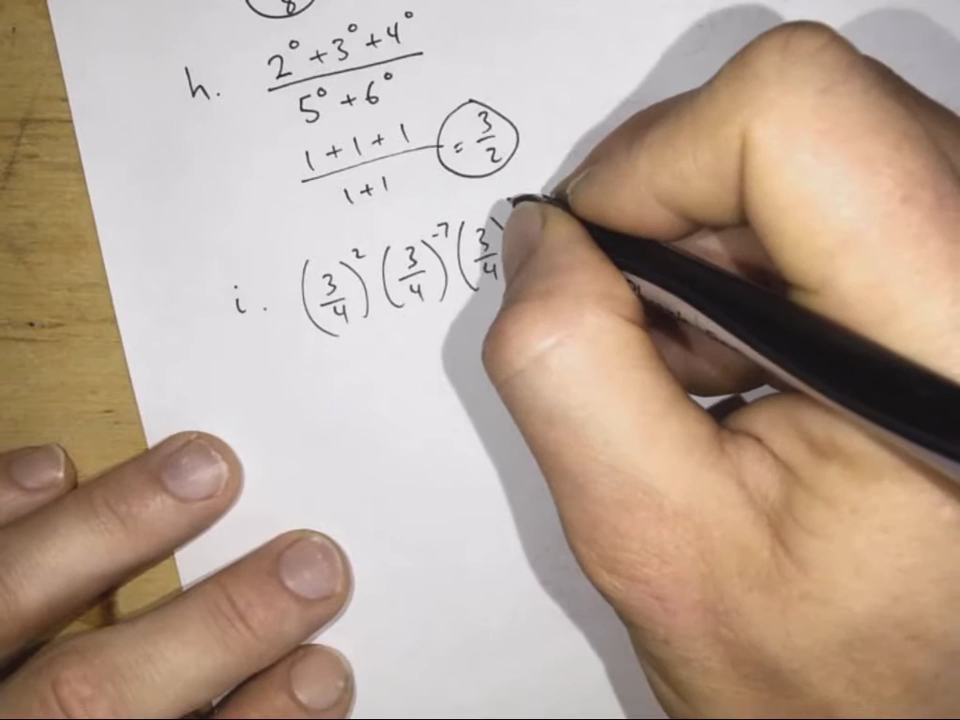 8
h. (2⁰ + 3⁰ + 4⁰) / (5⁰ + 6⁰)
(1 + 1 + 1) / (1 + 1) = 3/2
i. (3/4)² (3/4)⁻⁷ (3/4)